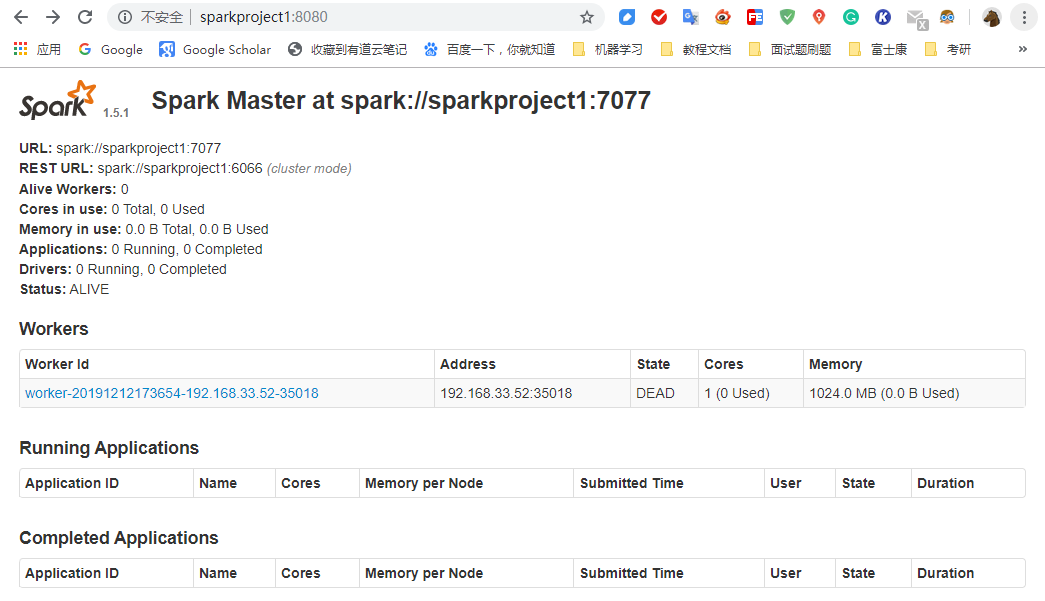 不安全 | sparkproject1:8080
应用 Google Google Scholar 收藏到有道云笔记 百度一下，你就知道 机器学习 教程文档 面试题刷题 富士康 考研 »
Spark 1.5.1 Spark Master at spark://sparkproject1:7077
URL: spark://sparkproject1:7077
REST URL: spark://sparkproject1:6066 (cluster mode)
Alive Workers: 0
Cores in use: 0 Total, 0 Used
Memory in use: 0.0 B Total, 0.0 B Used
Applications: 0 Running, 0 Completed
Drivers: 0 Running, 0 Completed
Status: ALIVE
Workers
Worker Id Address State Cores Memory
worker-20191212173654-192.168.33.52-35018 192.168.33.52:35018 DEAD 1 (0 Used) 1024.0 MB (0.0 B Used)
Running Applications
Application ID Name Cores Memory per Node Submitted Time User State Duration
Completed Applications
Application ID Name Cores Memory per Node Submitted Time User State Duration